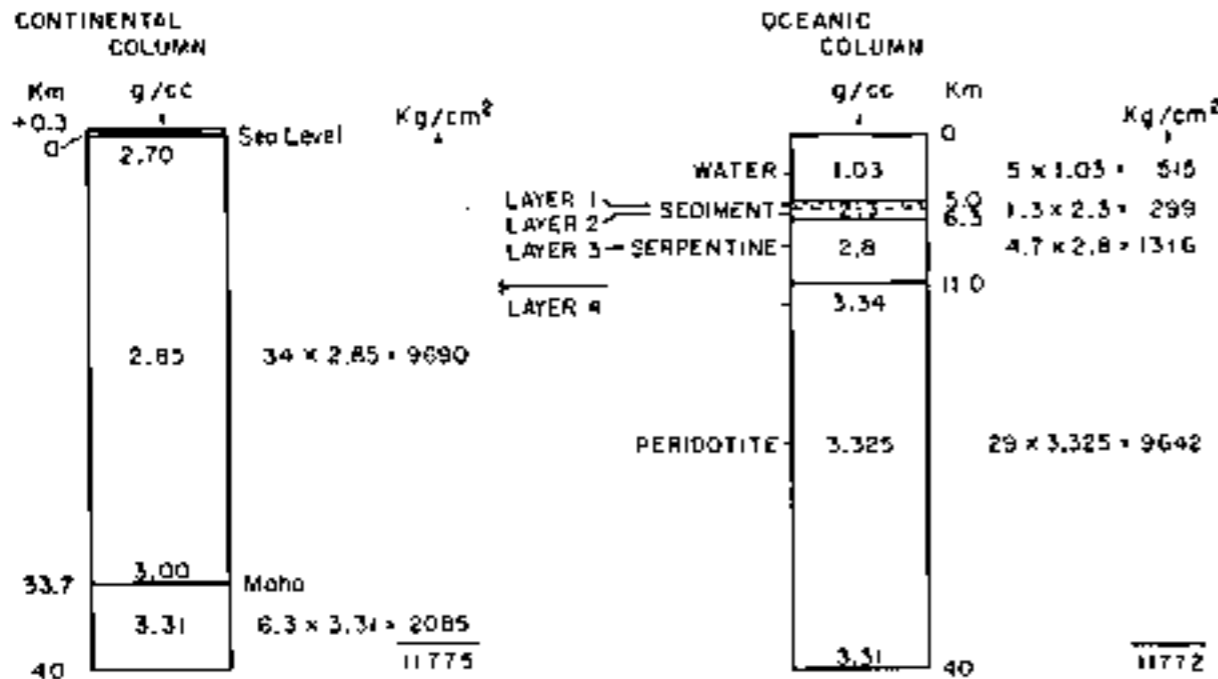 CONTINENTAL COLUMN
Km
g/cc
Kg/cm²
+0.3
0
Sea Level
2.70
2.85
34 × 2.85 = 9690
3.00
33.7
Moho
3.31
6.3 × 3.31 = 2085
40
11775
OCEANIC COLUMN
g/cc
Km
Kg/cm²
0
WATER
1.03
5 × 1.03 = 515
5.0
LAYER 1
SEDIMENT
2.3
1.3 × 2.3 = 299
LAYER 2
6.3
LAYER 3
SERPENTINE
2.8
4.7 × 2.8 = 1316
11.0
LAYER 4
3.34
PERIDOTITE
3.325
29 × 3.325 = 9642
3.31
40
11772